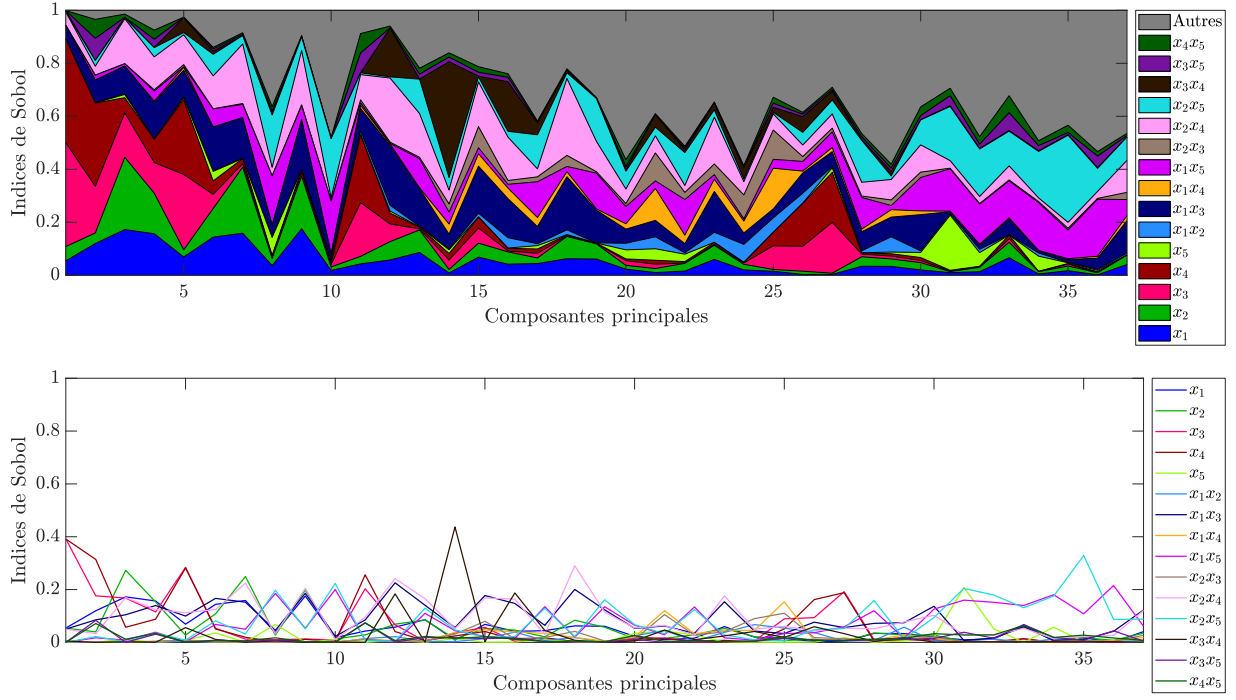 1
0.8
0.6
0.4
0.2
0
Indices de Sobol
5
10
15
20
25
30
35
Composantes principales
Autres
x₄x₅
x₃x₅
x₃x₄
x₂x₅
x₂x₄
x₂x₃
x₁x₅
x₁x₄
x₁x₃
x₁x₂
x₅
x₄
x₃
x₂
x₁
1
0.8
0.6
0.4
0.2
0
Indices de Sobol
5
10
15
20
25
30
35
Composantes principales
x₁
x₂
x₃
x₄
x₅
x₁x₂
x₁x₃
x₁x₄
x₁x₅
x₂x₃
x₂x₄
x₂x₅
x₃x₄
x₃x₅
x₄x₅